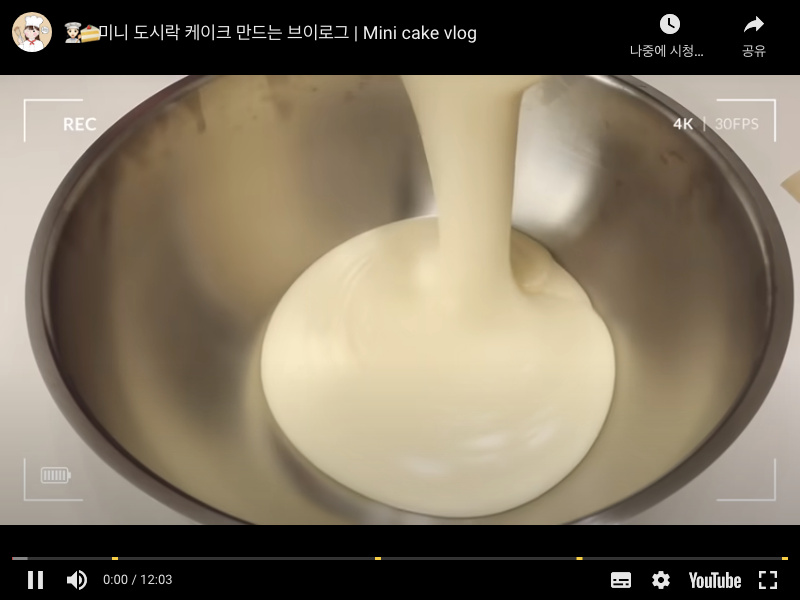 미니 도시락 케이크 만드는 브이로그 | Mini cake vlog
나중에 시청...
공유
REC
4K | 30FPS
0:00 / 12:03
YouTube